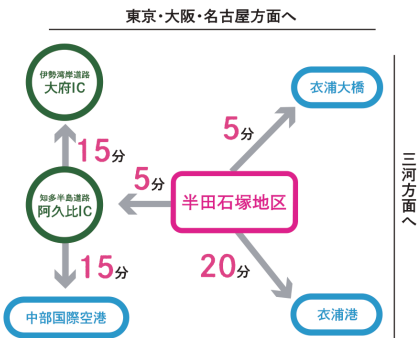 東京・大阪・名古屋方面へ
伊勢湾岸道路
大府IC
衣浦大橋
5分
15分
5分
三河方面へ
知多半島道路
阿久比IC
半田石塚地区
15分
20分
中部国際空港
衣浦港